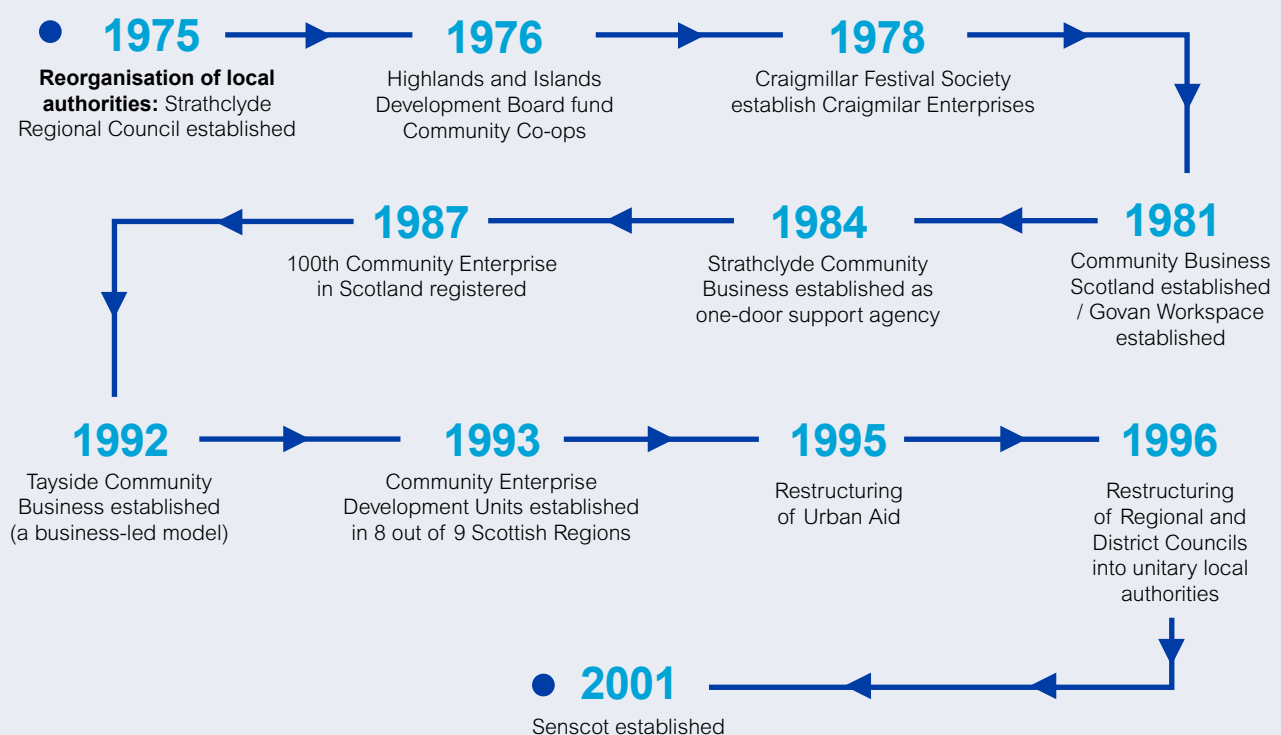 1975
Reorganisation of local
authorities: Strathclyde
Regional Council established
1976
Highlands and Islands
Development Board fund
Community Co-ops
1978
Craigmillar Festival Society
establish Craigmilar Enterprises
1981
Community Business
Scotland established
/ Govan Workspace
established
1984
Strathclyde Community
Business established as
one-door support agency
1987
100th Community Enterprise
in Scotland registered
1992
Tayside Community
Business established
(a business-led model)
1993
Community Enterprise
Development Units established
in 8 out of 9 Scottish Regions
1995
Restructuring
of Urban Aid
1996
Restructuring
of Regional and
District Councils
into unitary local
authorities
2001
Senscot established